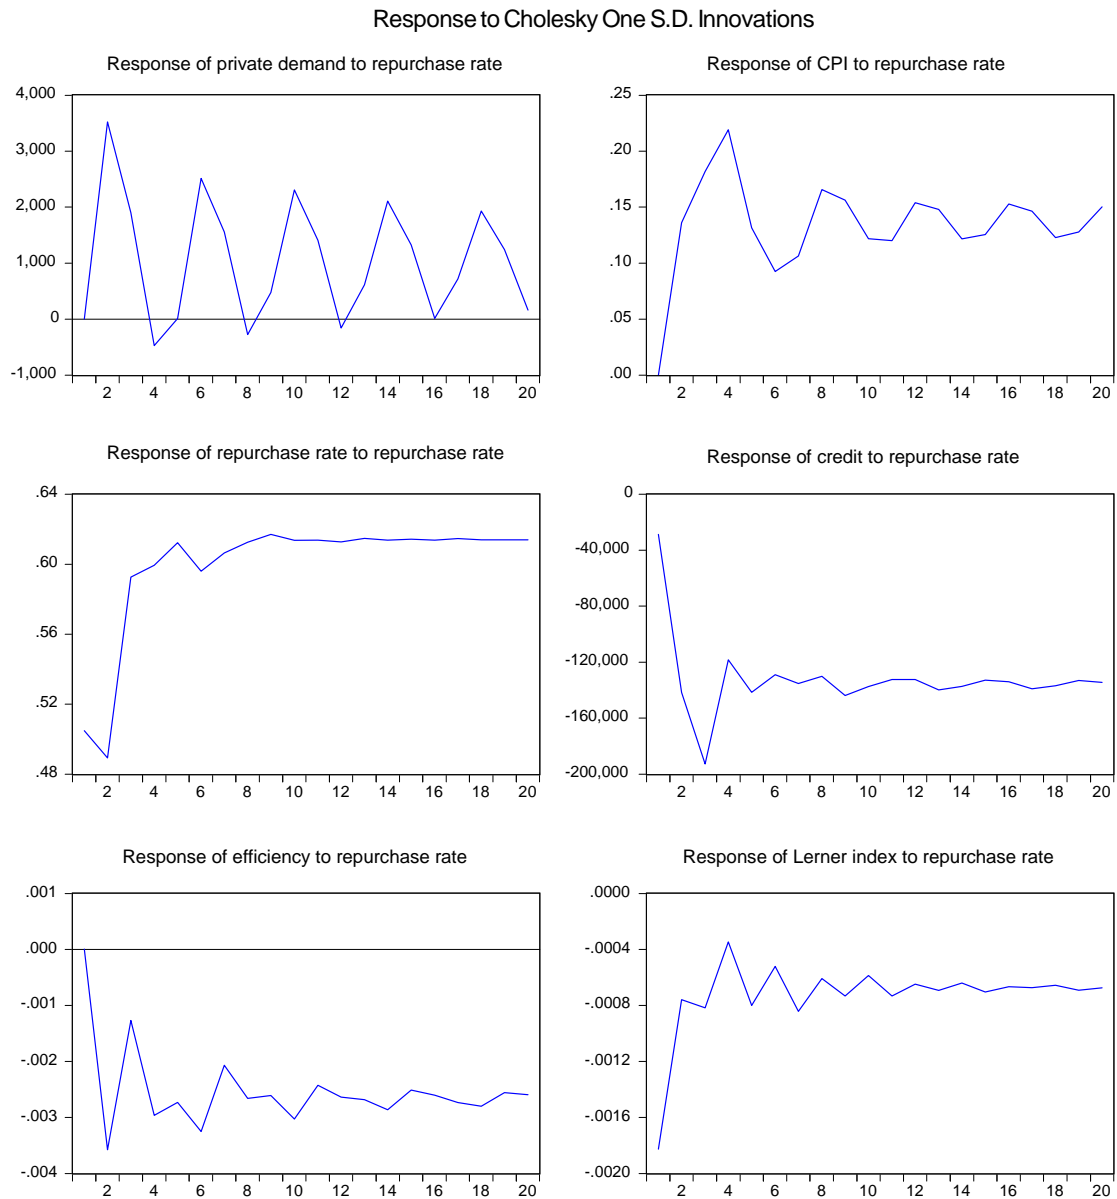 Response to Cholesky One S.D. Innovations
Response of private demand to repurchase rate
4,000
3,000
2,000
1,000
0
-1,000
2 4 6 8 10 12 14 16 18 20
Response of CPI to repurchase rate
.25
.20
.15
.10
.05
.00
2 4 6 8 10 12 14 16 18 20
Response of repurchase rate to repurchase rate
.64
.60
.56
.52
.48
2 4 6 8 10 12 14 16 18 20
Response of credit to repurchase rate
0
-40,000
-80,000
-120,000
-160,000
-200,000
2 4 6 8 10 12 14 16 18 20
Response of efficiency to repurchase rate
.001
.000
-.001
-.002
-.003
-.004
2 4 6 8 10 12 14 16 18 20
Response of Lerner index to repurchase rate
.0000
-.0004
-.0008
-.0012
-.0016
-.0020
2 4 6 8 10 12 14 16 18 20